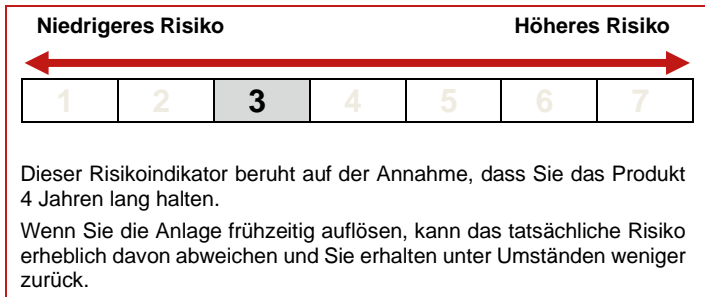 Niedrigeres Risiko Höheres Risiko
1 2 3 4 5 6 7
Dieser Risikoindikator beruht auf der Annahme, dass Sie das Produkt
4 Jahren lang halten.
Wenn Sie die Anlage frühzeitig auflösen, kann das tatsächliche Risiko
erheblich davon abweichen und Sie erhalten unter Umständen weniger
zurück.